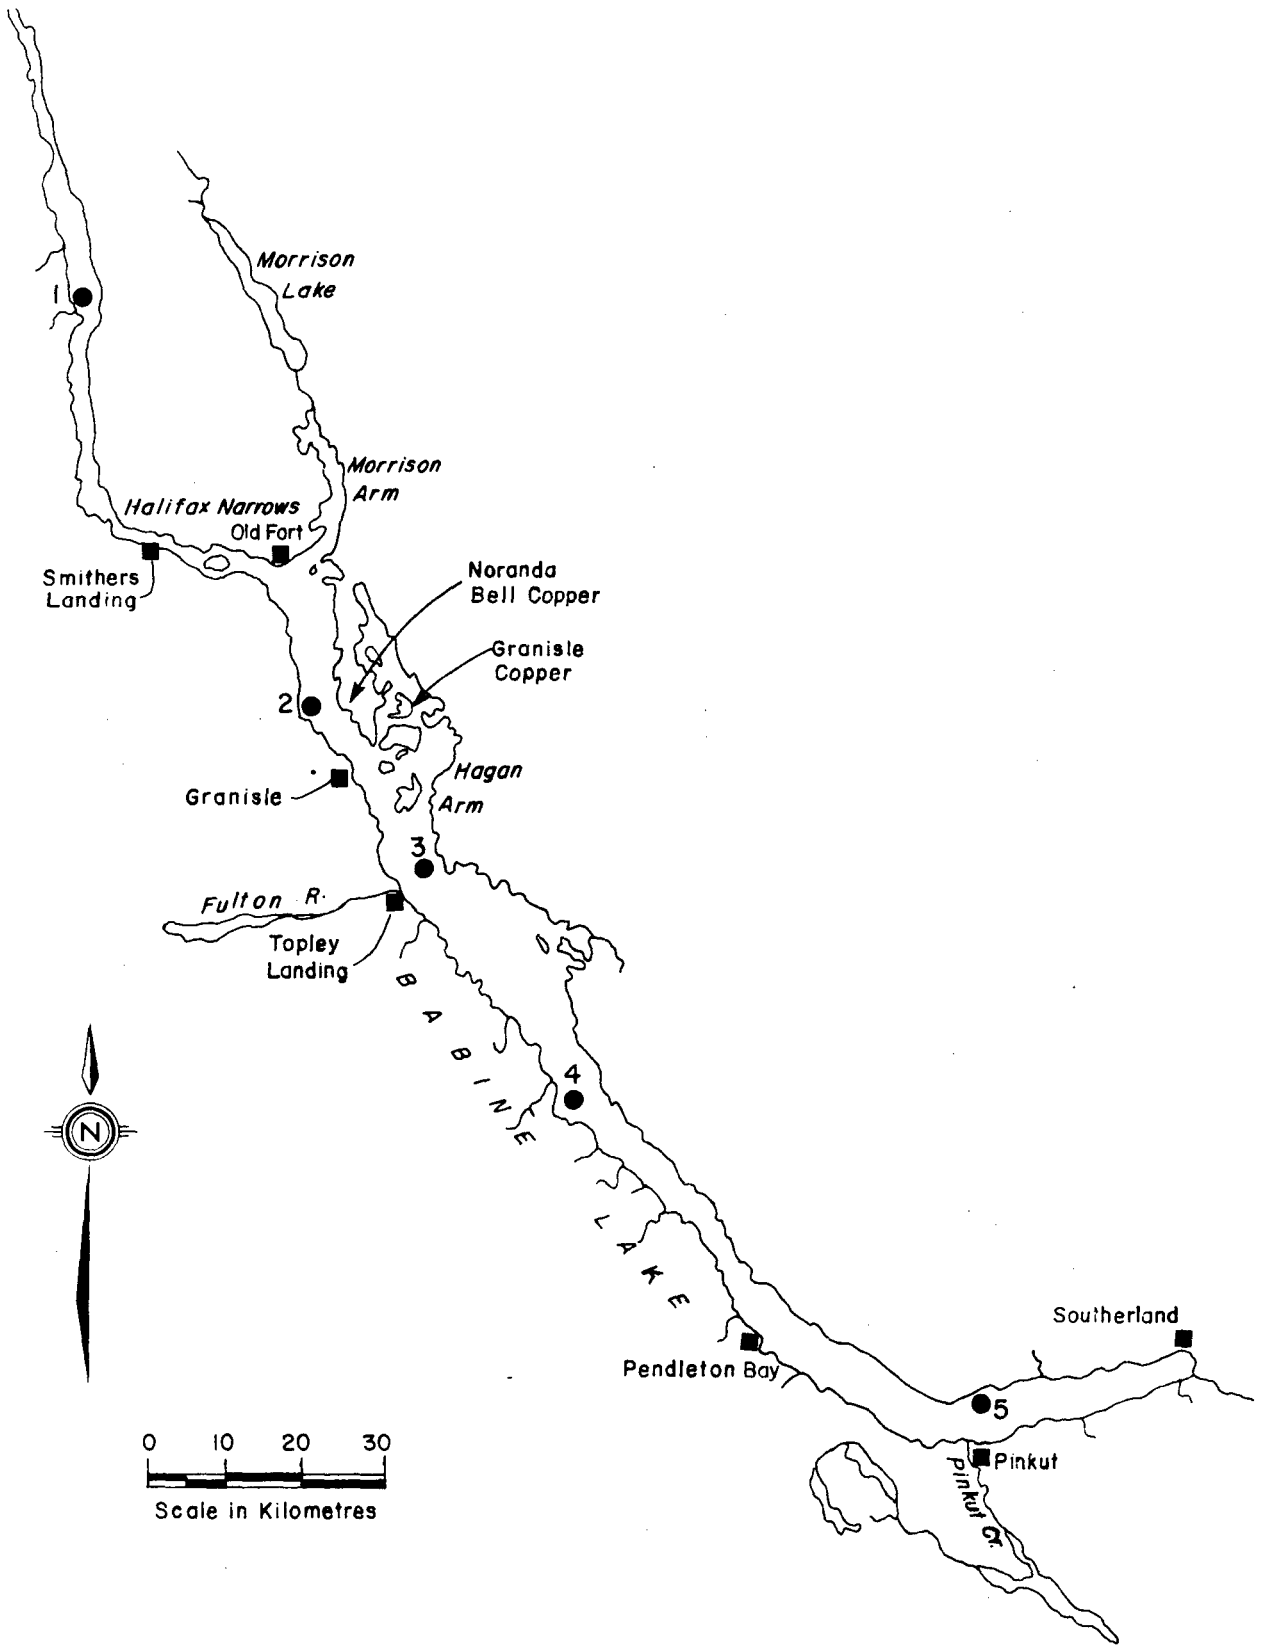 Morrison
Lake
1
Morrison
Arm
Halifax Narrows
Old Fort
Smithers
Landing
Noranda
Bell Copper
Granisle
Copper
2
Granisle
Hagan
Arm
3
Fulton R.
Topley
Landing
BABINE LAKE
4
N
Southerland
Pendleton Bay
5
Pinkut
Pinkut Cr.
0 10 20 30
Scale in Kilometres